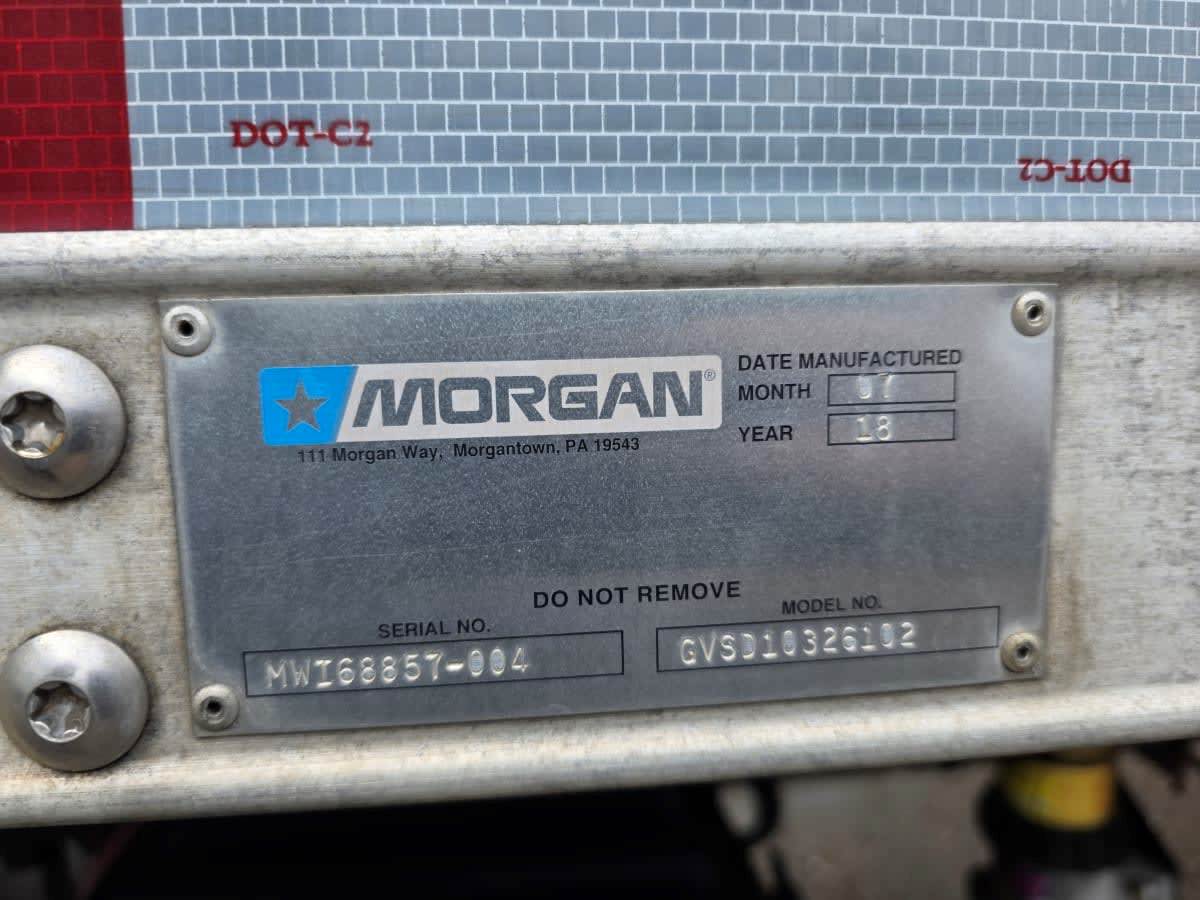 DOT-C2
DOT-C2
MORGAN®
111 Morgan Way, Morgantown, PA 19543
DATE MANUFACTURED
MONTH 07
YEAR 18
DO NOT REMOVE
SERIAL NO.
MWI68857-004
MODEL NO.
GVSD10326102